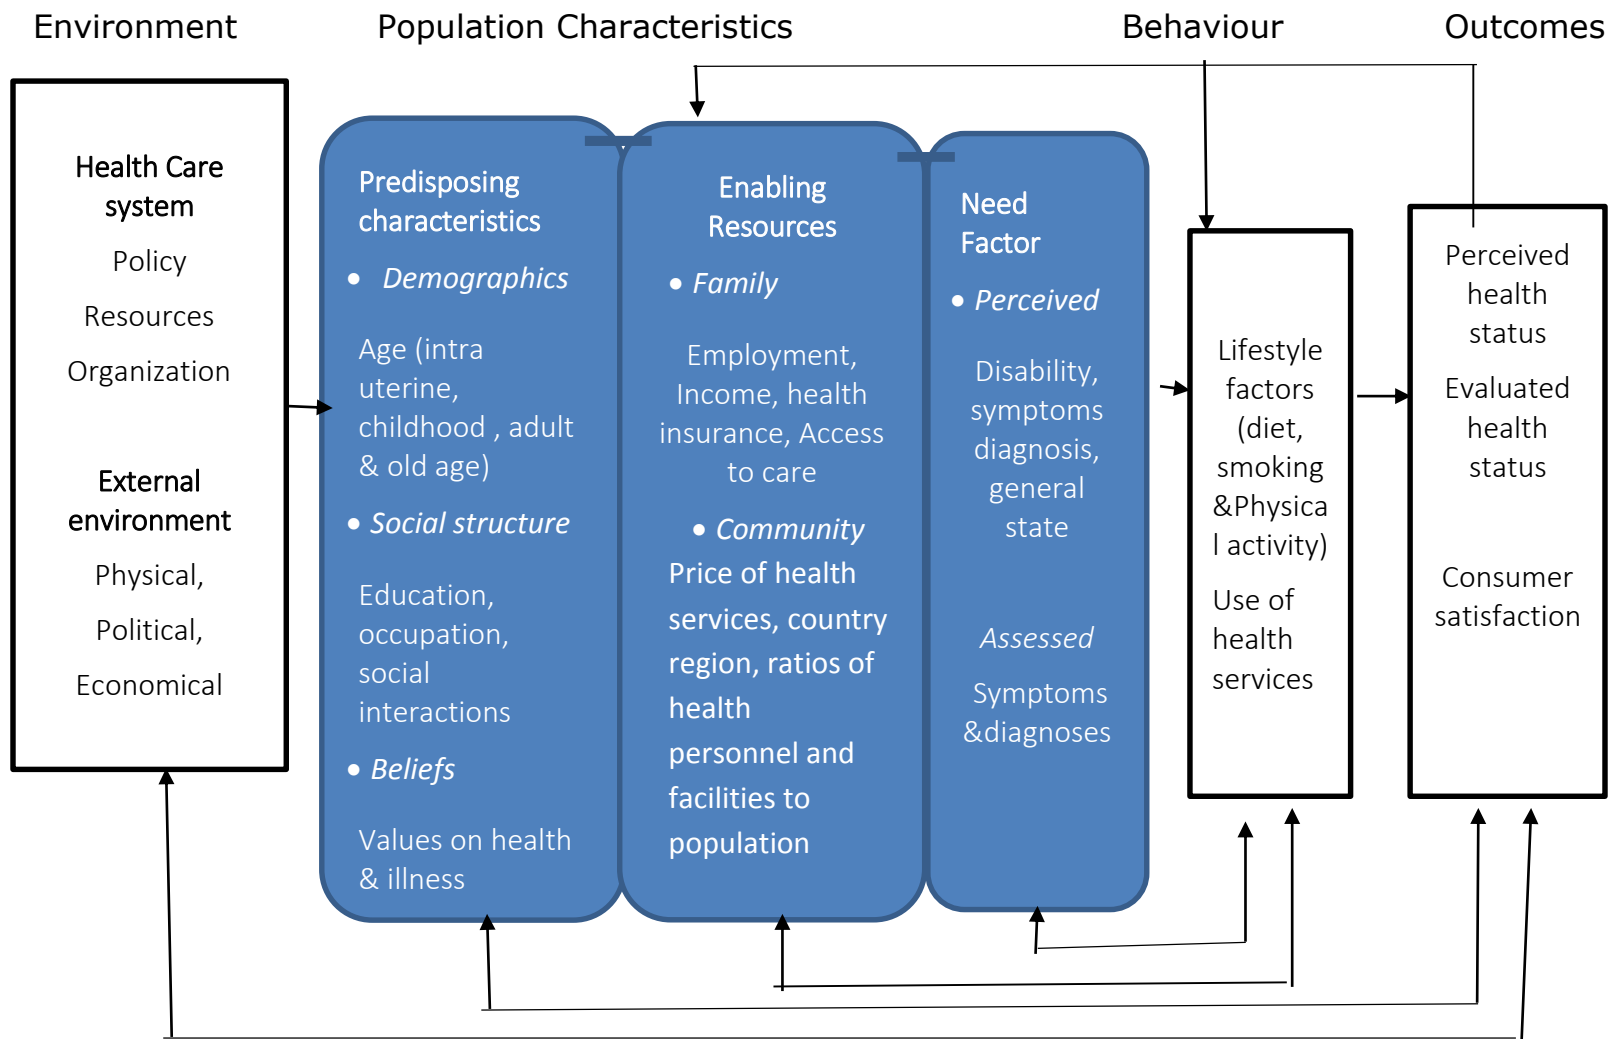 Environment
Population Characteristics
Behaviour
Outcomes
Health Care
system
Policy
Resources
Organization
External
environment
Physical,
Political,
Economical
Predisposing
characteristics
• Demographics
Age (intra
uterine,
childhood , adult
& old age)
• Social structure
Education,
occupation,
social
interactions
• Beliefs
Values on health
& illness
Enabling
Resources
• Family
Employment,
Income, health
insurance, Access
to care
• Community
Price of health
services, country
region, ratios of
health
personnel and
facilities to
population
Need
Factor
• Perceived
Disability,
symptoms
diagnosis,
general
state
Assessed
Symptoms
&diagnoses
Lifestyle
factors
(diet,
smoking
&Physica
l activity)
Use of
health
services
Perceived
health
status
Evaluated
health
status
Consumer
satisfaction